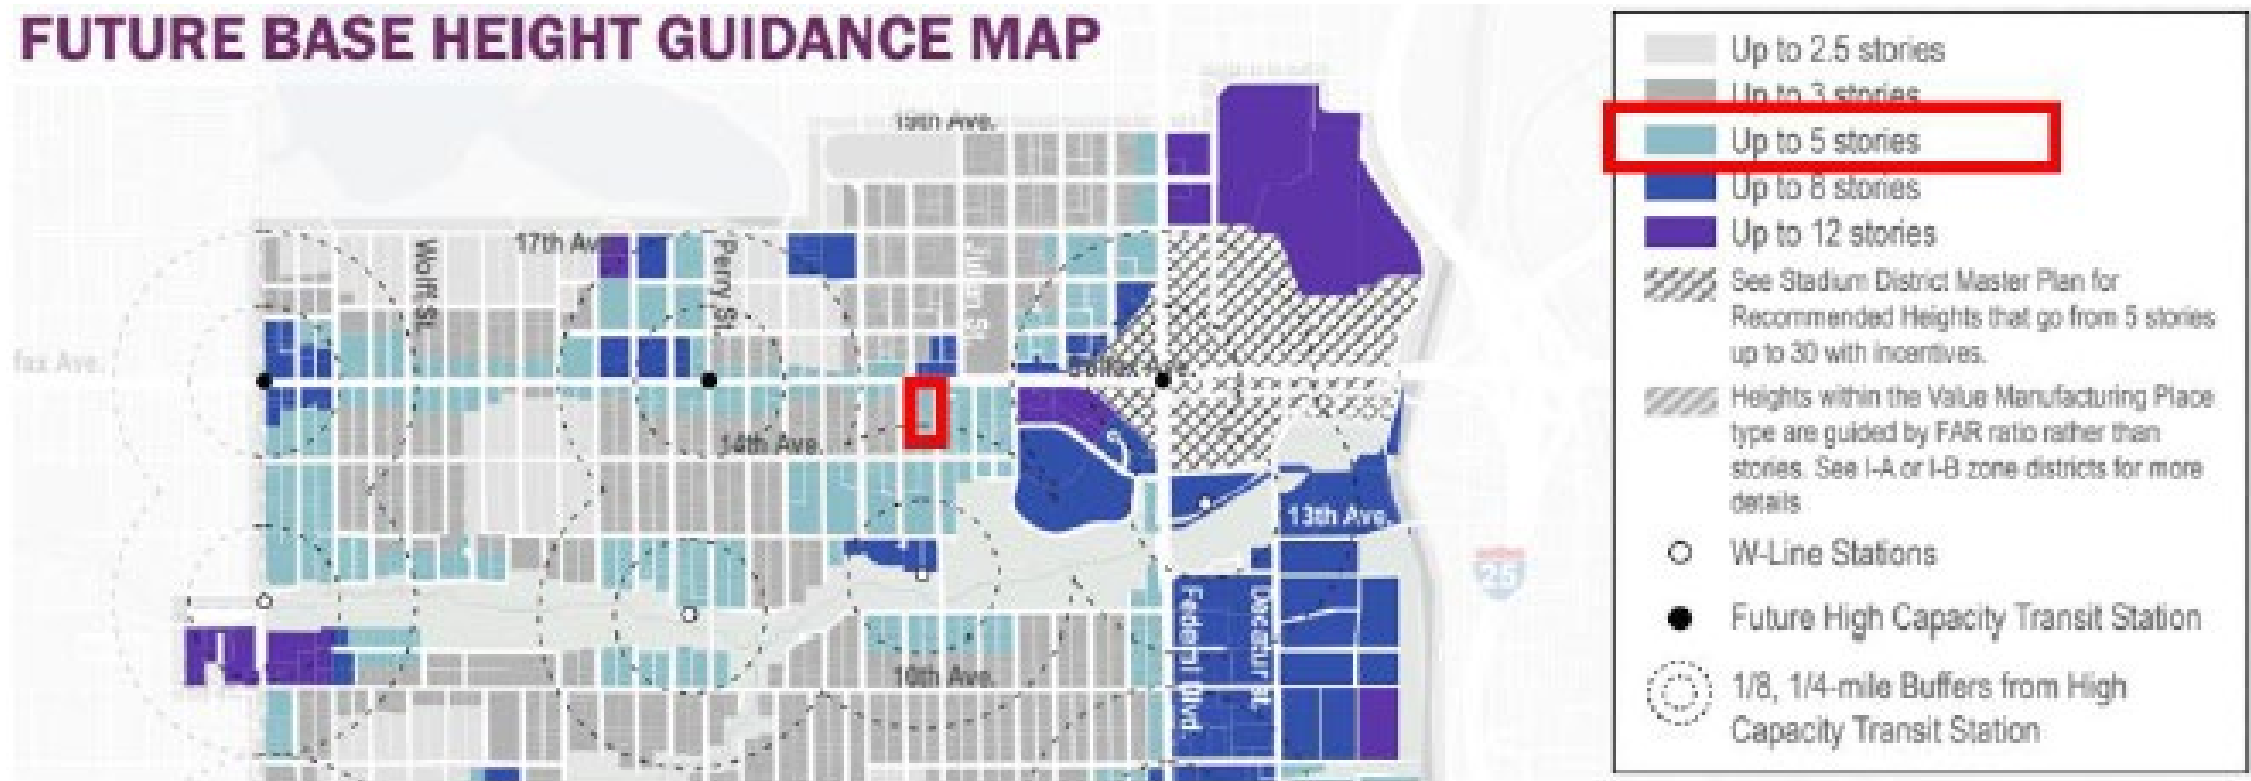 FUTURE BASE HEIGHT GUIDANCE MAP
Up to 2.5 stories
Up to 3 stories
Up to 5 stories
Up to 8 stories
Up to 12 stories
See Stadium District Master Plan for
Recommended Heights that go from 5 stories
up to 30 with incentives.
Heights within the Value Manufacturing Place
type are guided by FAR ratio rather than
stories. See I-A or I-B zone districts for more
details
W-Line Stations
Future High Capacity Transit Station
1/8, 1/4-mile Buffers from High
Capacity Transit Station
19th Ave.
17th Ave
Wolff St.
Perry St.
Julian St.
fax Ave.
Colfax Ave.
14th Ave.
13th Ave.
10th Ave.
Federal Blvd.
Decatur St.
25